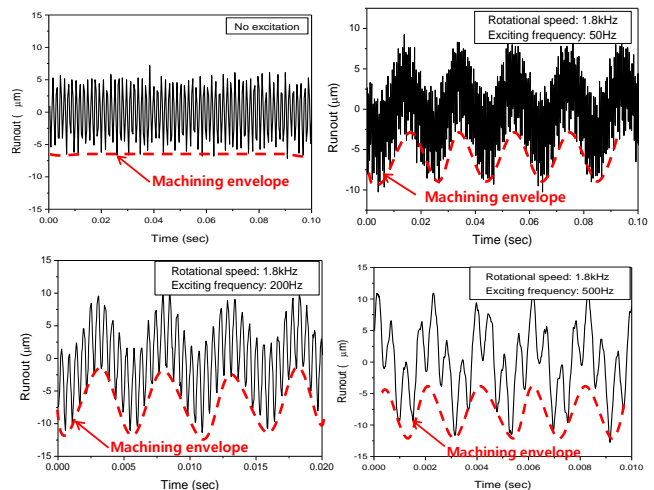 No excitation
15
10
5
0
-5
-10
-15
Runout ( μm)
Machining envelope
0.00 0.02 0.04 0.06 0.08 0.10
Time (sec)
Rotational speed: 1.8kHz
Exciting frequency: 50Hz
15
10
5
0
-5
-10
Runout (μm)
Machining envelope
0.00 0.02 0.04 0.06 0.08 0.10
Time (sec)
Rotational speed: 1.8kHz
Exciting frequency: 200Hz
10
5
0
-5
-10
-15
Runout (μm)
Machining envelope
0.000 0.005 0.010 0.015 0.020
Time (sec)
Rotational speed: 1.8kHz
Exciting frequency: 500Hz
15
10
5
0
-5
-10
-15
Runout ( μm)
Machining envelope
0.000 0.002 0.004 0.006 0.008 0.010
Time (sec)